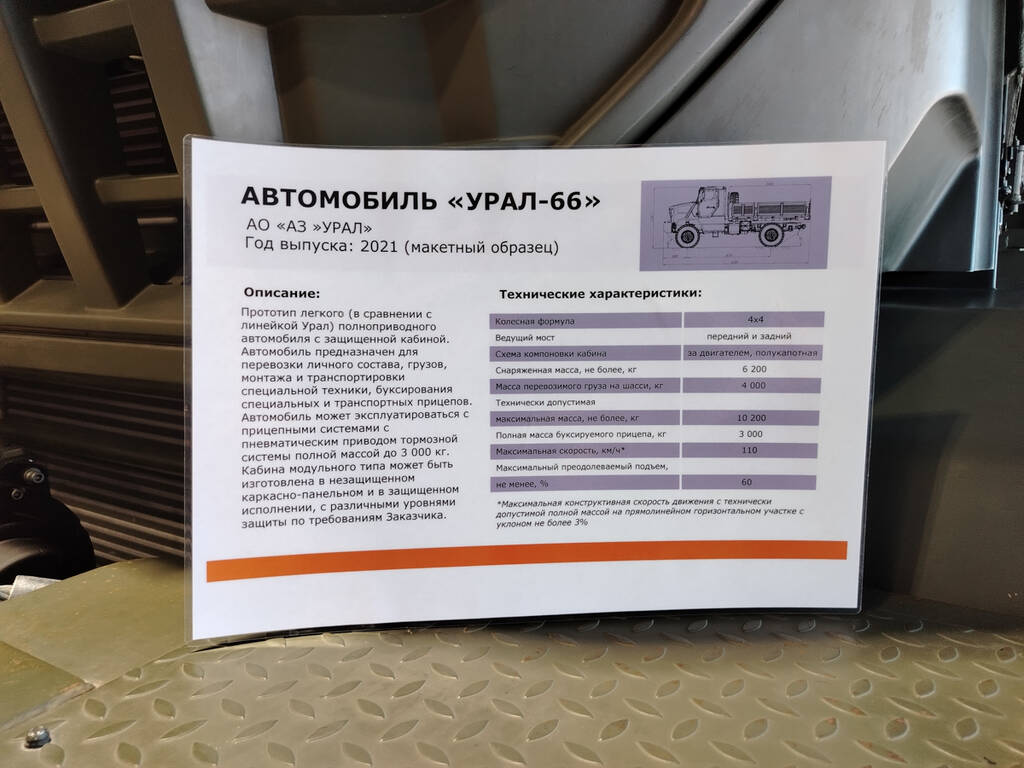 АВТОМОБИЛЬ «УРАЛ-66»
АО «АЗ »УРАЛ»
Год выпуска: 2021 (макетный образец)
Описание:
Прототип легкого (в сравнении с
линейкой Урал) полноприводного
автомобиля с защищенной кабиной.
Автомобиль предназначен для
перевозки личного состава, грузов,
монтажа и транспортировки
специальной техники, буксирования
специальных и транспортных прицепов.
Автомобиль может эксплуатироваться с
прицепными системами с
пневматическим приводом тормозной
системы полной массой до 3 000 кг.
Кабина модульного типа может быть
изготовлена в незащищенном
каркасно-панельном и в защищенном
исполнении, с различными уровнями
защиты по требованиям Заказчика.
Технические характеристики:
Колесная формула 4х4
Ведущий мост передний и задний
Схема компоновки кабина за двигателем, полукапотная
Снаряженная масса, не более, кг 6 200
Масса перевозимого груза на шасси, кг 4 000
Технически допустимая
максимальная масса, не более, кг 10 200
Полная масса буксируемого прицепа, кг 3 000
Максимальная скорость, км/ч* 110
Максимальный преодолеваемый подъем,
не менее, % 60
*Максимальная конструктивная скорость движения с технически
допустимой полной массой на прямолинейном горизонтальном участке с
уклоном не более 3%